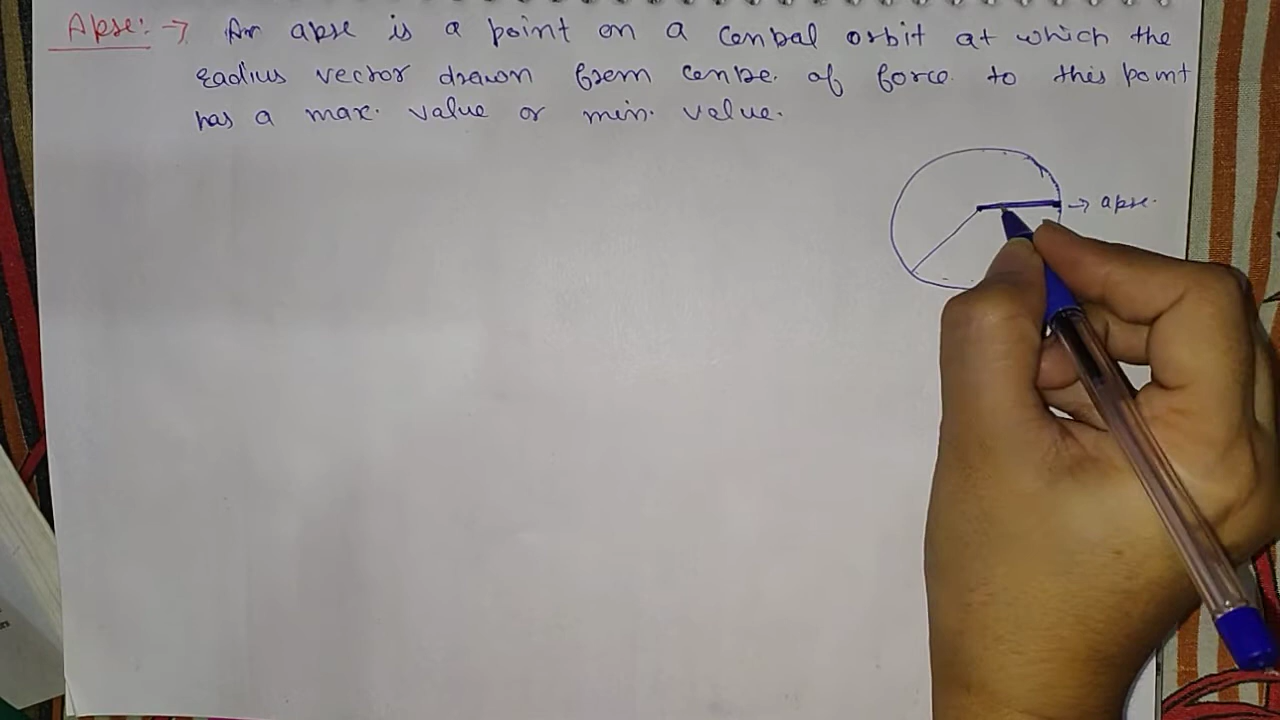 Apse:→ An apse is a point on a central orbit at which the
radius vector drawn from centre of force to this point
has a max. value or min. value.
→ apse.